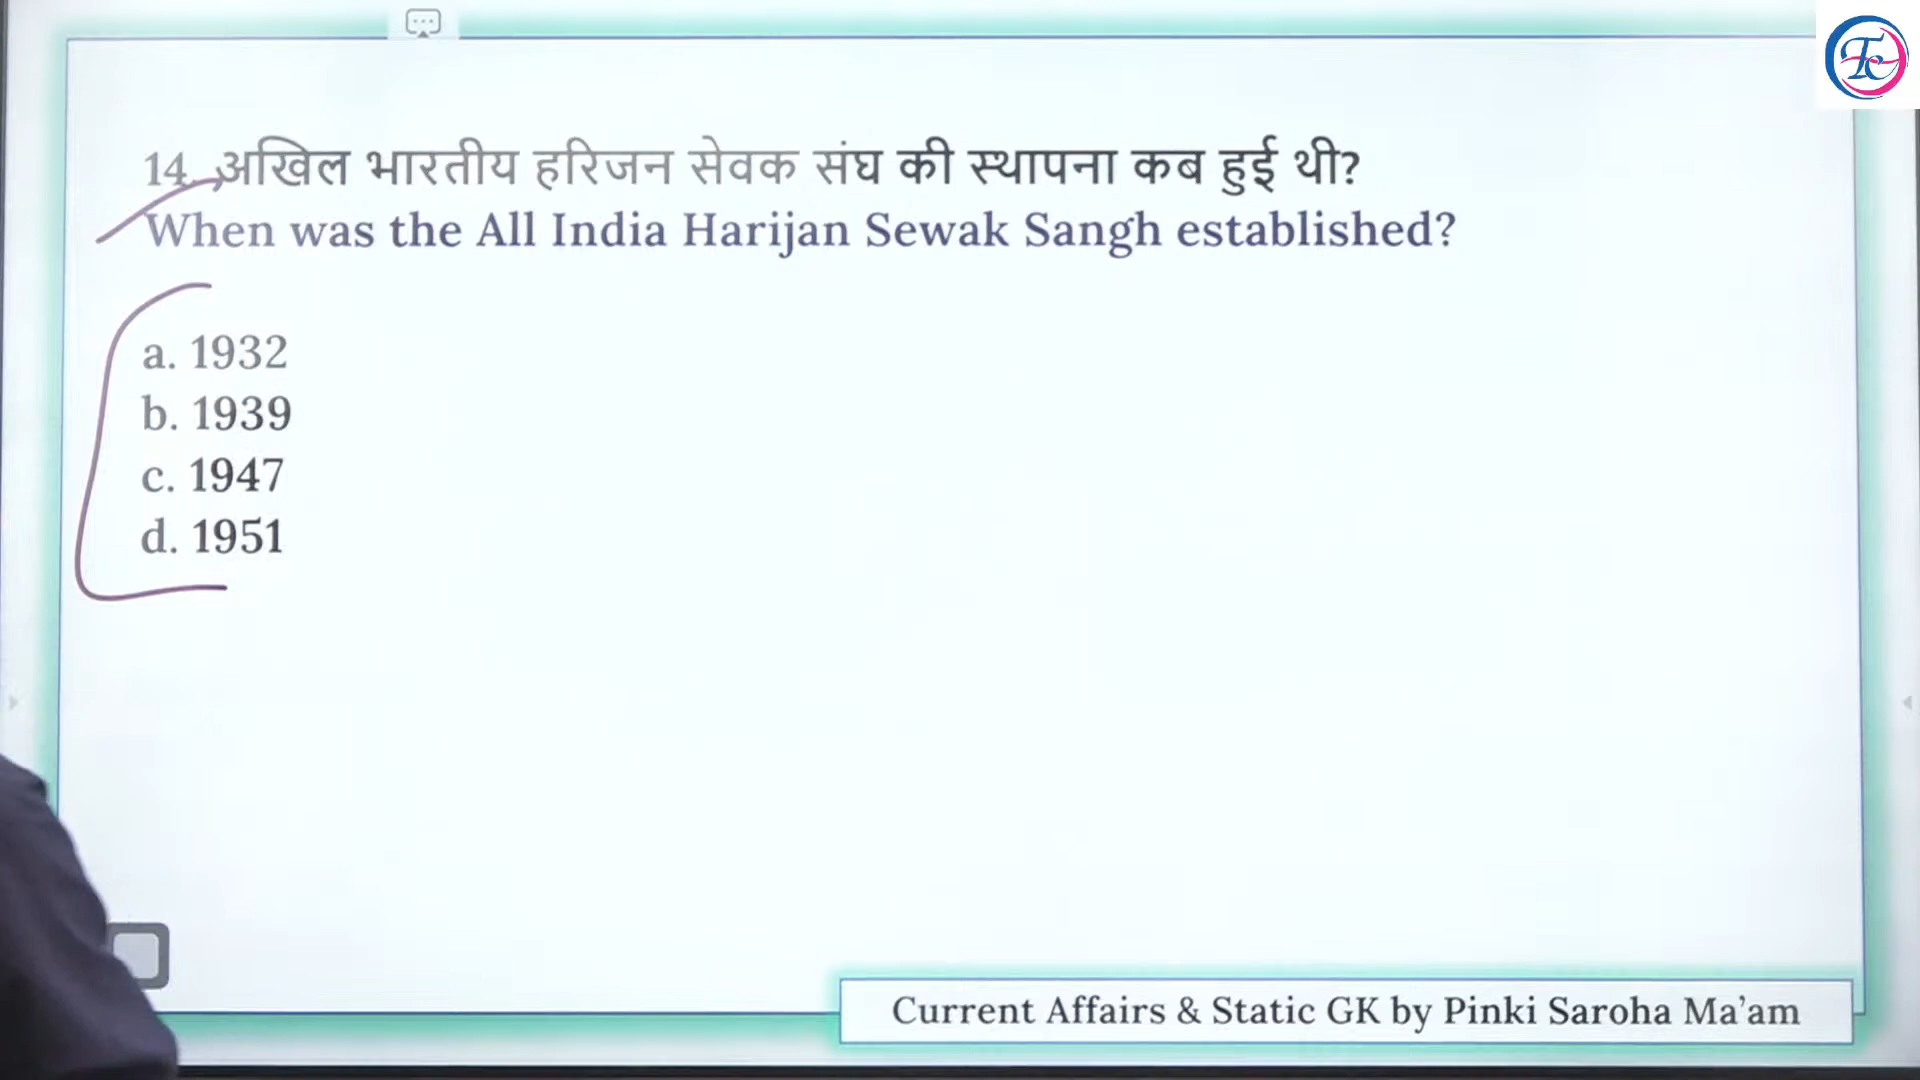 14. अखिल भारतीय हरिजन सेवक संघ की स्थापना कब हुई थी?
When was the All India Harijan Sewak Sangh established?
a. 1932
b. 1939
c. 1947
d. 1951
Current Affairs & Static GK by Pinki Saroha Ma’am
Tc